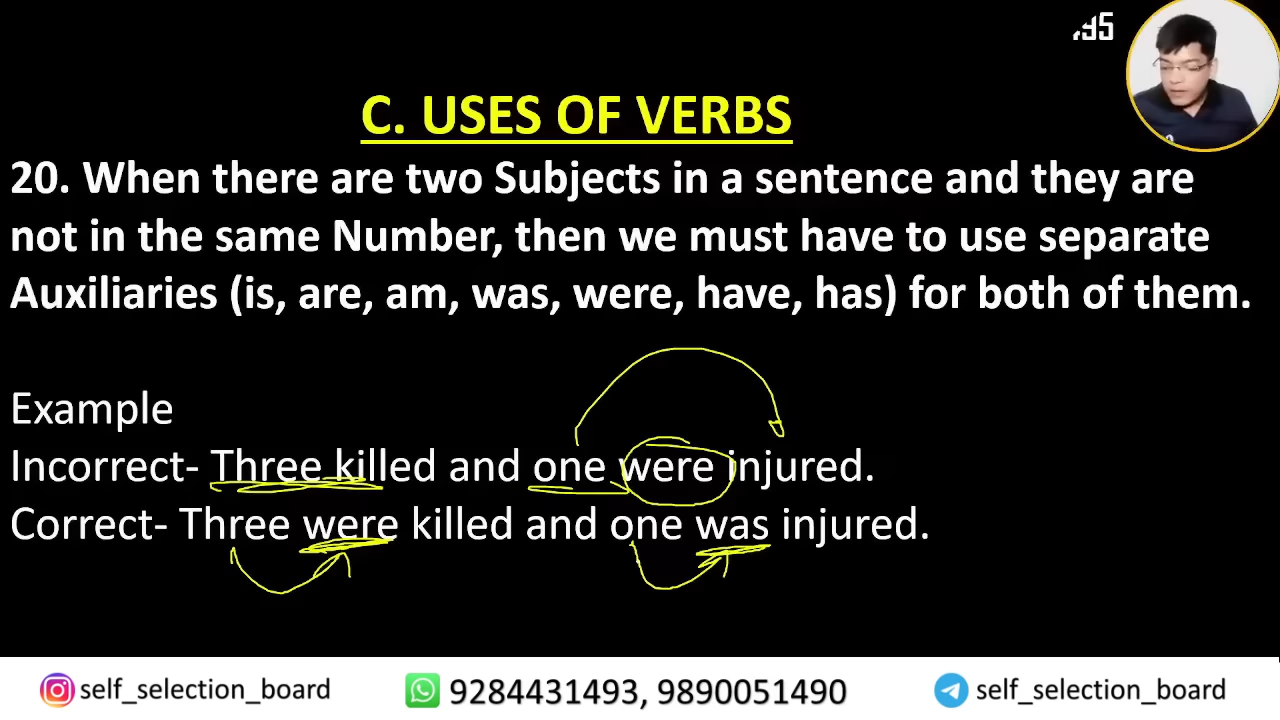 C. USES OF VERBS
20. When there are two Subjects in a sentence and they are
not in the same Number, then we must have to use separate
Auxiliaries (is, are, am, was, were, have, has) for both of them.
Example
Incorrect- Three killed and one were injured.
Correct- Three were killed and one was injured.
self_selection_board
9284431493, 9890051490
self_selection_board